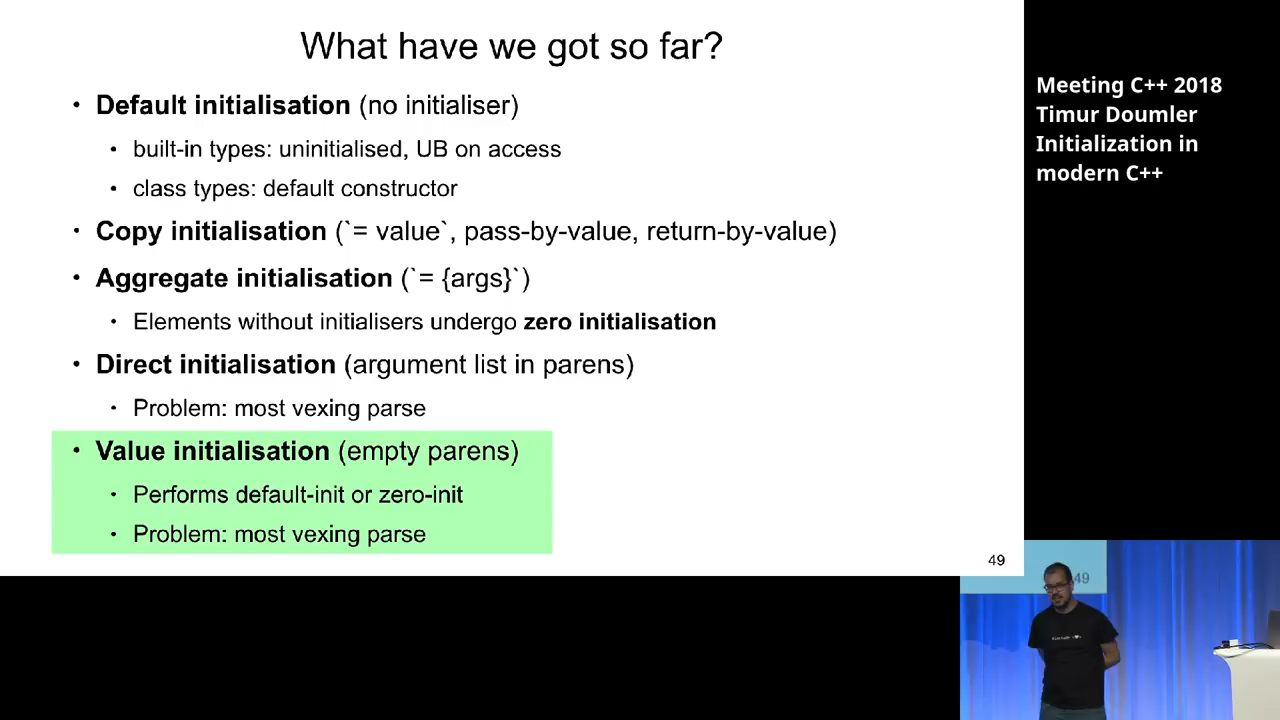 What have we got so far?
• Default initialisation (no initialiser)
• built-in types: uninitialised, UB on access
• class types: default constructor
• Copy initialisation (`= value`, pass-by-value, return-by-value)
• Aggregate initialisation (`= {args}`)
• Elements without initialisers undergo zero initialisation
• Direct initialisation (argument list in parens)
• Problem: most vexing parse
• Value initialisation (empty parens)
• Performs default-init or zero-init
• Problem: most vexing parse
49
Meeting C++ 2018
Timur Doumler
Initialization in
modern C++
49